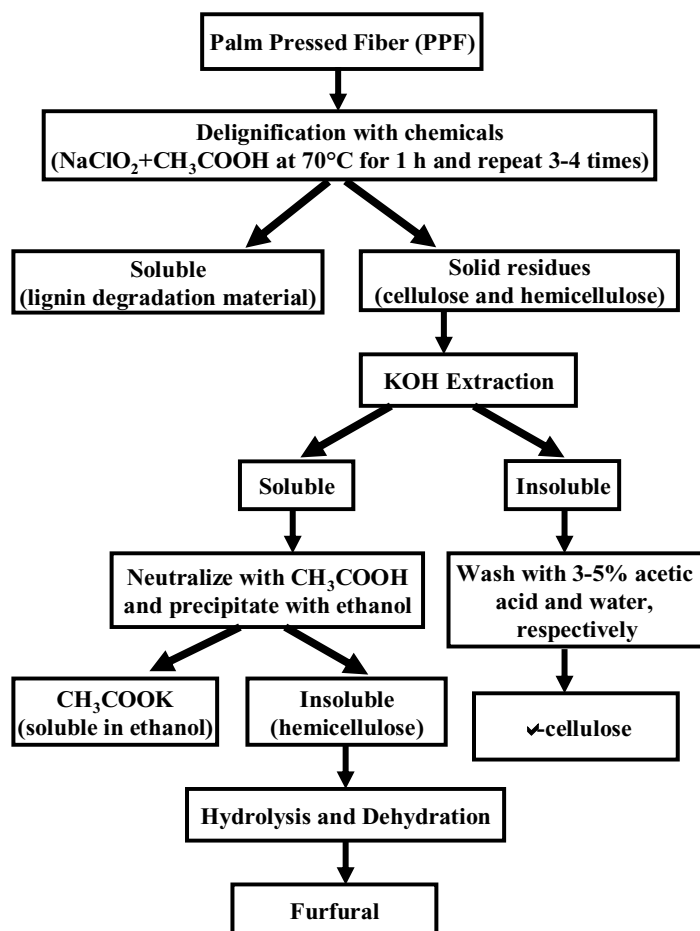 Palm Pressed Fiber (PPF)
Delignification with chemicals
(NaClO₂+CH₃COOH at 70°C for 1 h and repeat 3-4 times)
Soluble
(lignin degradation material)
Solid residues
(cellulose and hemicellulose)
KOH Extraction
Soluble
Insoluble
Neutralize with CH₃COOH
and precipitate with ethanol
Wash with 3-5% acetic
acid and water,
respectively
CH₃COOK
(soluble in ethanol)
Insoluble
(hemicellulose)
-cellulose
Hydrolysis and Dehydration
Furfural